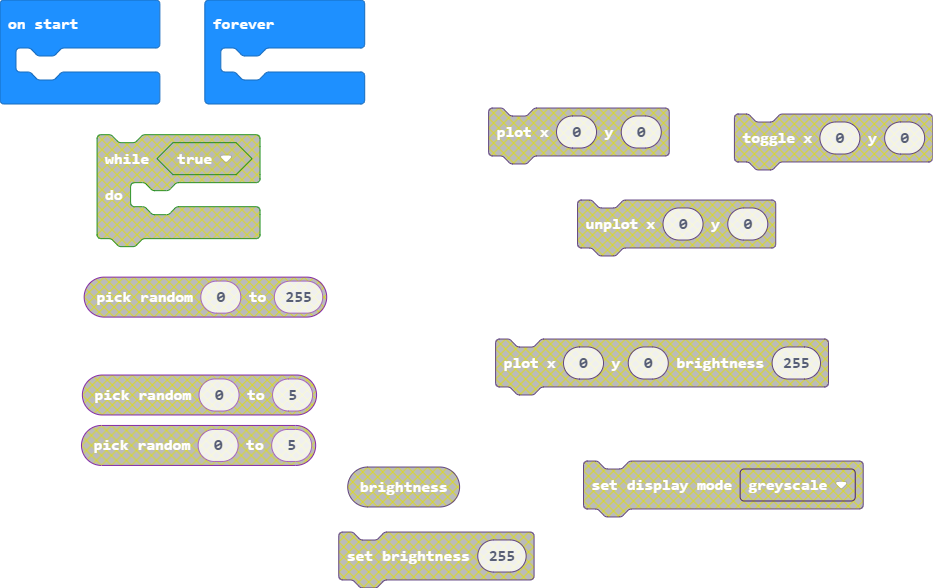 on start
forever
plot x 0 y 0
toggle x 0 y 0
while true
do
unplot x 0 y 0
pick random 0 to 255
plot x 0 y 0 brightness 255
pick random 0 to 5
pick random 0 to 5
brightness
set display mode greyscale
set brightness 255